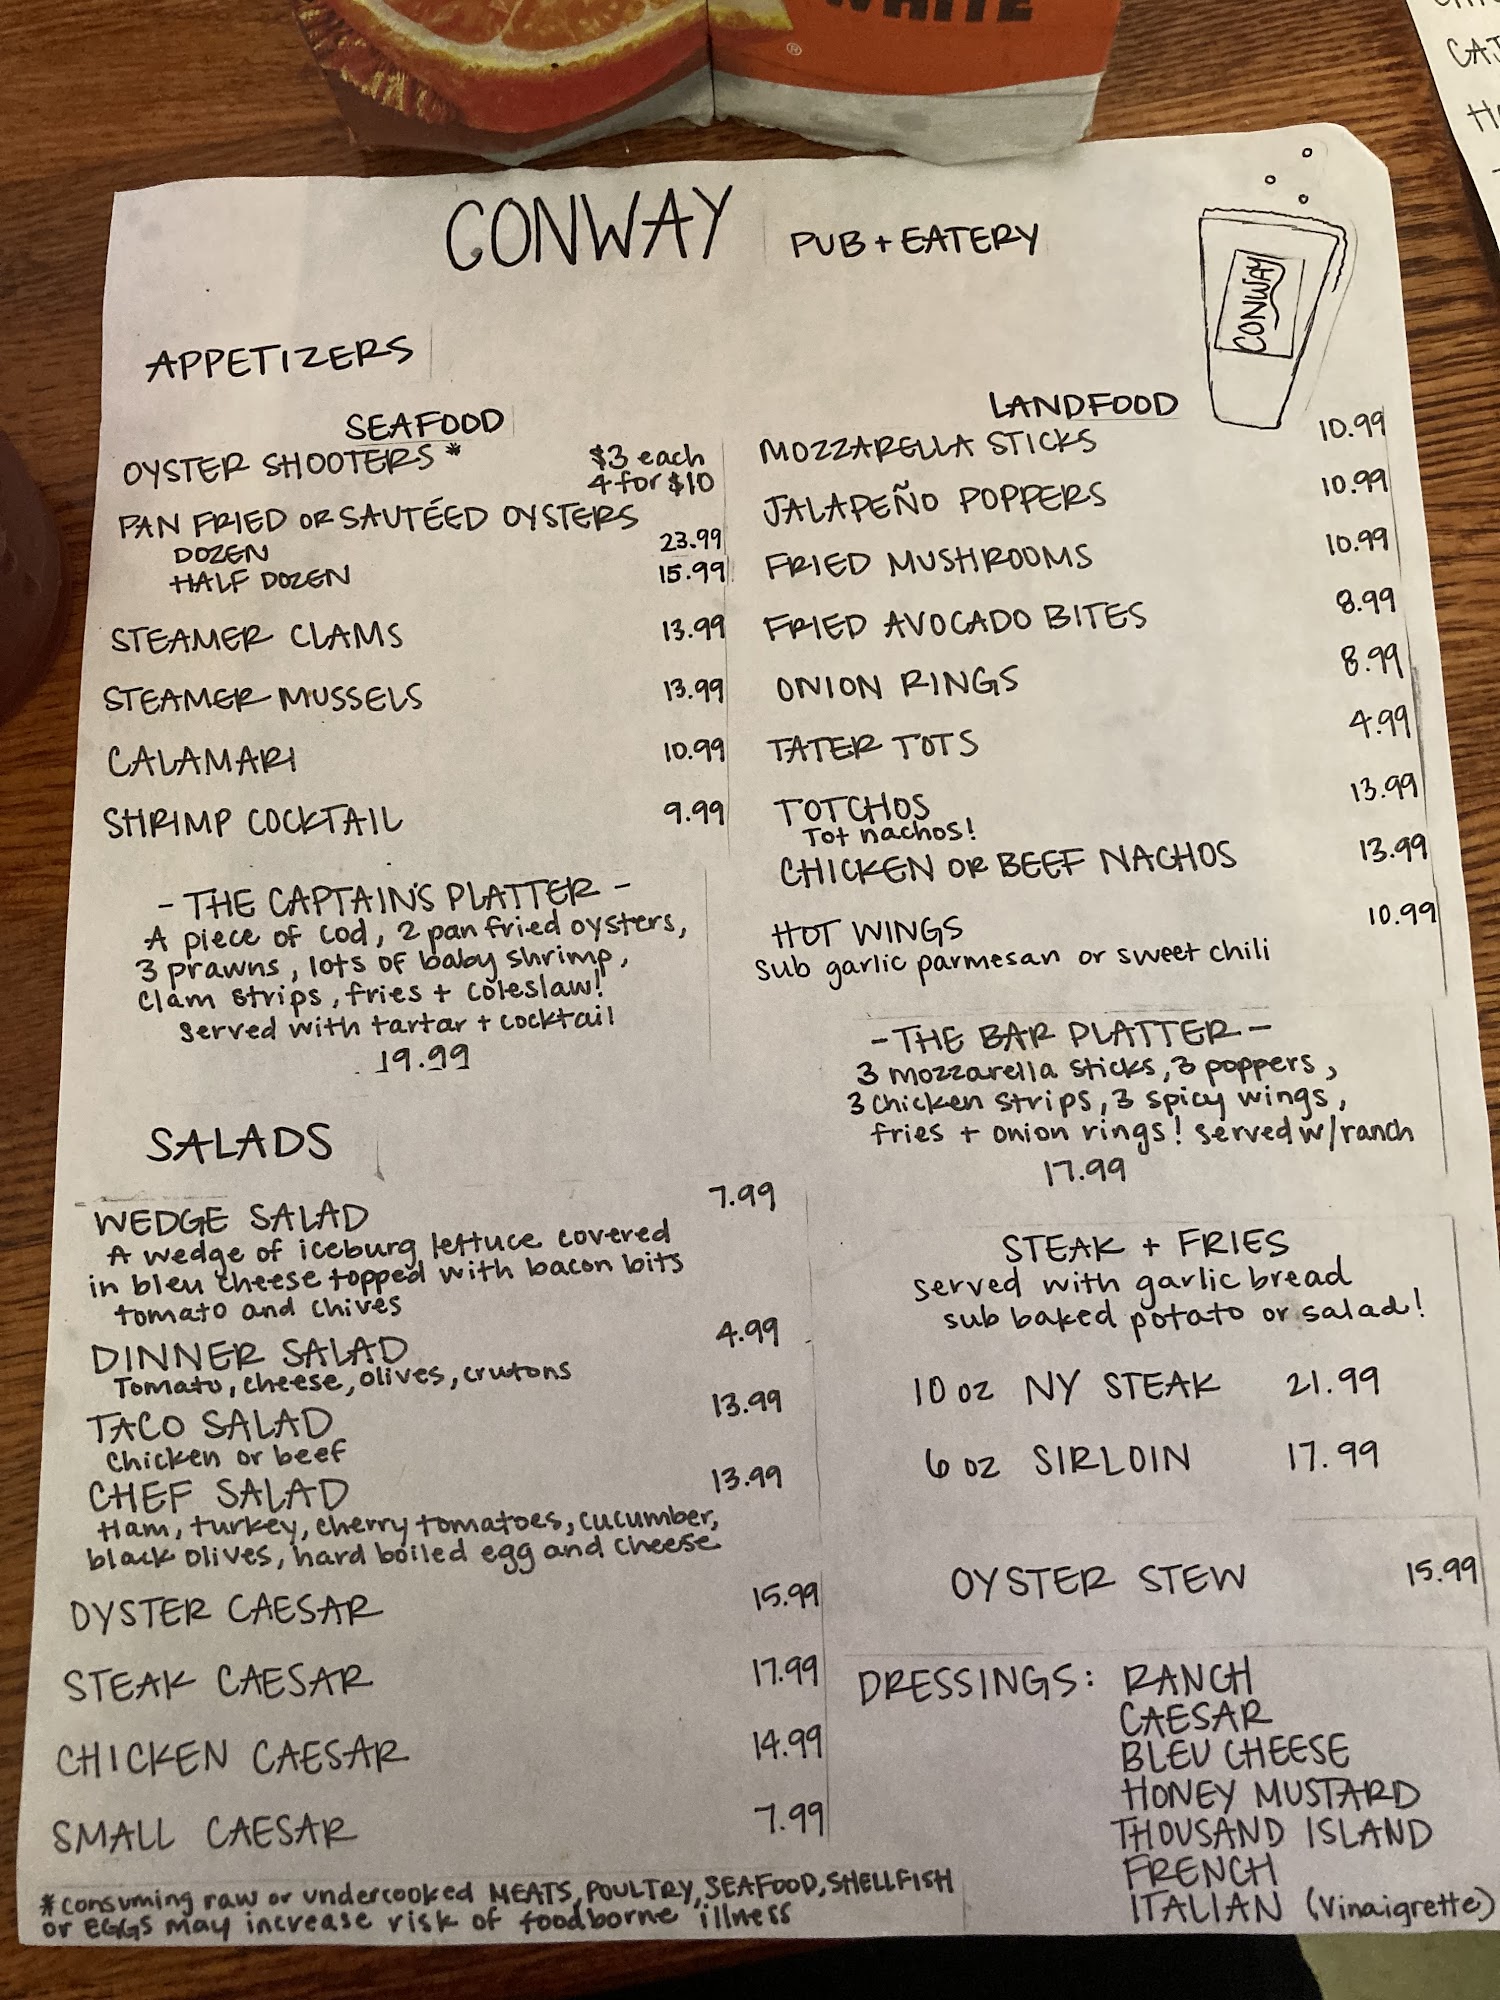 WHITE
®
CONWAY PUB + EATERY
CONWAY
APPETIZERS
SEAFOOD
OYSTER SHOOTERS * $3 each
4 for $10
PAN FRIED OR SAUTÉED OYSTERS
DOZEN 23.99
HALF DOZEN 15.99
STEAMER CLAMS 13.99
STEAMER MUSSELS 13.99
CALAMARI 10.99
SHRIMP COCKTAIL 9.99
- THE CAPTAIN'S PLATTER -
A piece of cod, 2 pan fried oysters,
3 prawns, lots of baby shrimp,
clam strips, fries + coleslaw!
served with tartar + cocktail
19.99
LANDFOOD
MOZZARELLA STICKS 10.99
JALAPEÑO POPPERS 10.99
FRIED MUSHROOMS 10.99
FRIED AVOCADO BITES 8.99
ONION RINGS 8.99
TATER TOTS 4.99
TOTCHOS 13.99
Tot nachos!
CHICKEN OR BEEF NACHOS 13.99
HOT WINGS 10.99
Sub garlic parmesan or sweet chili
- THE BAR PLATTER -
3 mozzarella sticks, 3 poppers,
3 chicken strips, 3 spicy wings,
fries + onion rings! served w/ranch
17.99
SALADS
WEDGE SALAD 7.99
A wedge of iceburg lettuce covered
in bleu cheese topped with bacon bits
tomato and chives
DINNER SALAD 4.99
Tomato, cheese, olives, crutons
TACO SALAD 13.99
Chicken or beef
CHEF SALAD 13.99
Ham, turkey, cherry tomatoes, cucumber,
black olives, hard boiled egg and cheese
OYSTER CAESAR 15.99
STEAK CAESAR 17.99
CHICKEN CAESAR 14.99
SMALL CAESAR 7.99
*consuming raw or undercooked MEATS, POULTRY, SEAFOOD, SHELLFISH
or EGGS may increase risk of foodborne illness
STEAK + FRIES
served with garlic bread
sub baked potato or salad!
10 oz NY STEAK 21.99
6 oz SIRLOIN 17.99
OYSTER STEW 15.99
DRESSINGS: RANCH
CAESAR
BLEU CHEESE
HONEY MUSTARD
THOUSAND ISLAND
FRENCH
ITALIAN (Vinaigrette)